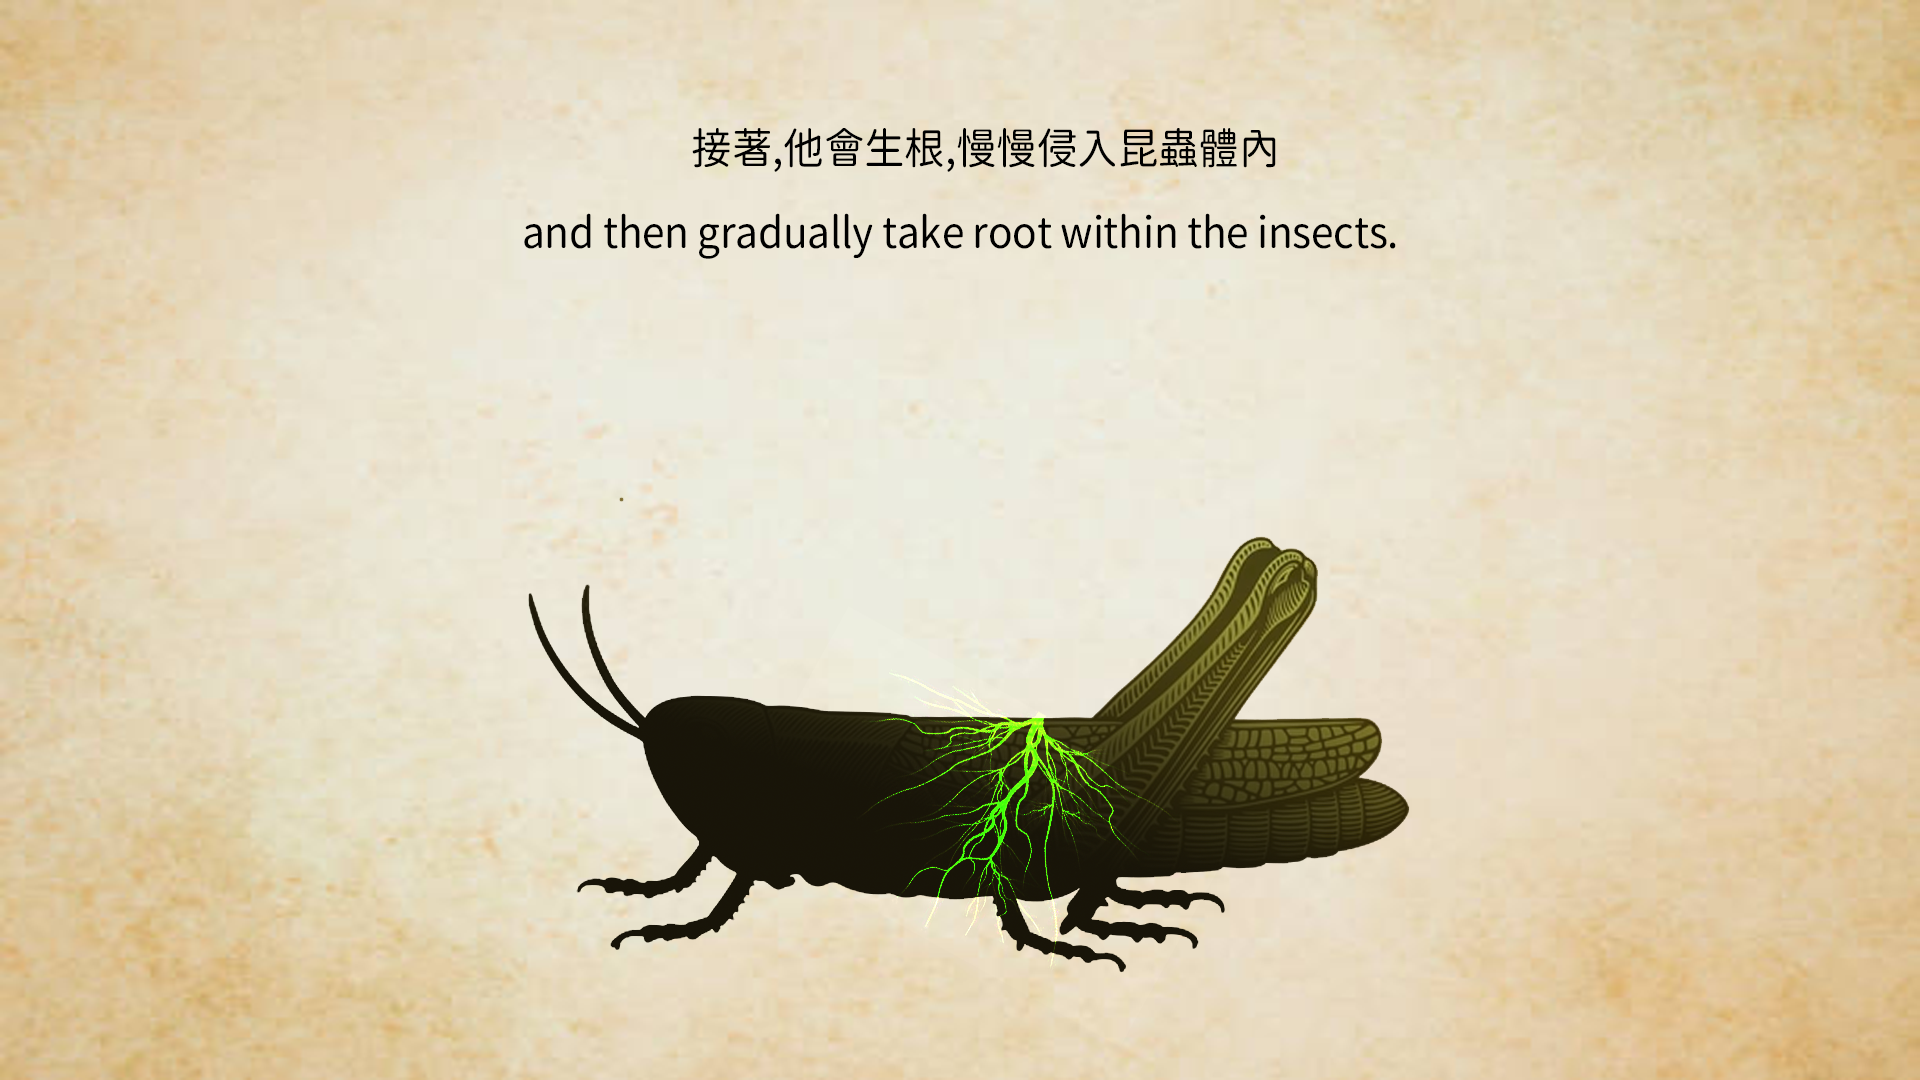 接著,他會生根,慢慢侵入昆蟲體內
and then gradually take root within the insects.